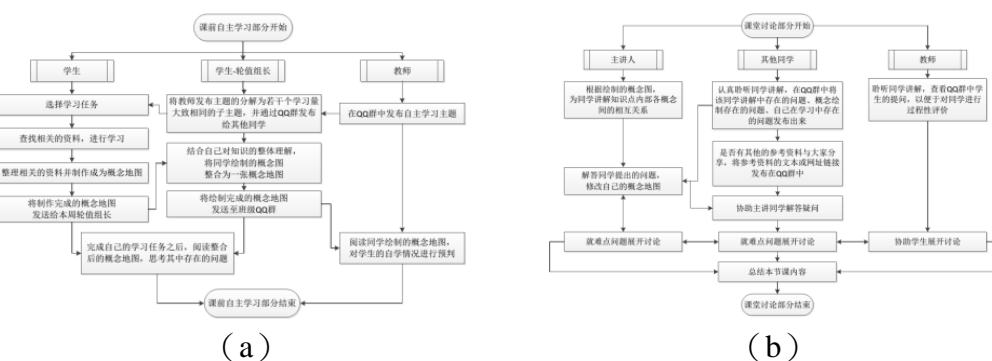 课前自主学习部分开始
学生
学生-轮值组长
教师
选择学习任务
将教师发布主题的分解为若干个学习量
大致相同的子主题，并通过QQ群发布
给其他同学
在QQ群中发布自主学习主题
查找相关的资料，进行学习
整理相关的资料并制作成为概念地图
结合自己对知识的整体理解，
将同学绘制的概念图
整合为一张概念地图
将制作完成的概念地图
发送给本周轮值组长
将绘制完成的概念地图
发送至班级QQ群
完成自己的学习任务之后，阅读整合
后的概念地图，思考其中存在的问题
阅读同学绘制的概念地图，
对学生的自学情况进行预判
课前自主学习部分结束
（a）
课堂讨论部分开始
主讲人
其他同学
教师
根据绘制的概念图，
为同学讲解知识点内部各概念
间的相互关系
认真聆听同学讲解，在QQ群中将
该同学讲解中存在的问题、概念绘
制存在的问题、自己在学习中存在
的问题发布出来
聆听同学讲解，查看QQ群中学
生的提问，以便于对同学进行
过程性评价
是否有其他的参考资料与大家分
享，将参考资料的文本或网址链接
发布在QQ群中
解答同学提出的问题，
修改自己的概念地图
协助主讲同学解答疑问
就难点问题展开讨论
就难点问题展开讨论
协助学生展开讨论
总结本节课内容
课堂讨论部分结束
（b）